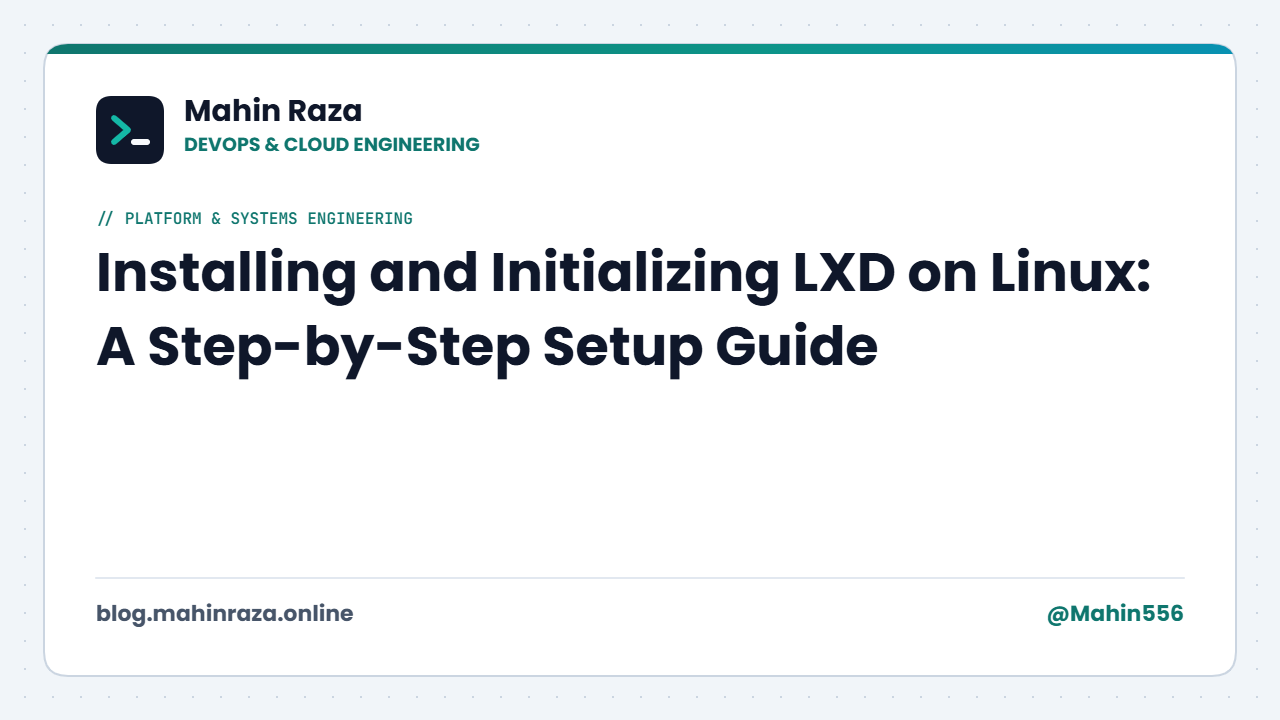 Mahin Raza
DEVOPS & CLOUD ENGINEERING
// PLATFORM & SYSTEMS ENGINEERING
Installing and Initializing LXD on Linux:
A Step-by-Step Setup Guide
blog.mahinraza.online
@Mahin556